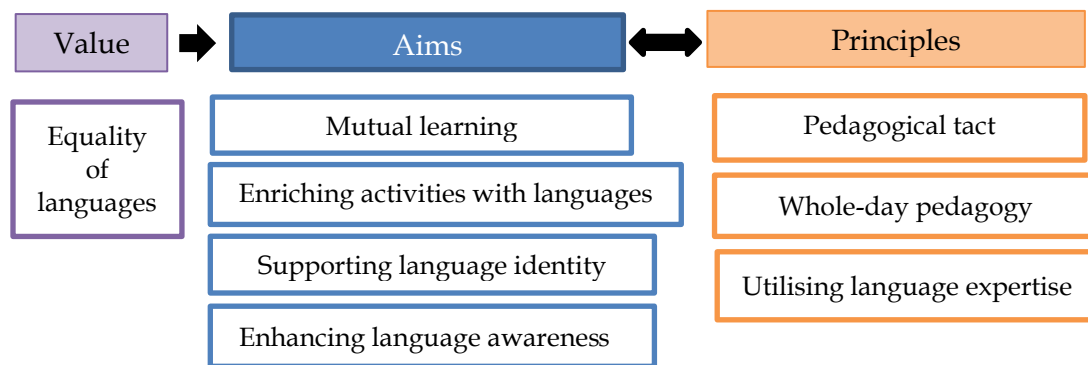 Value
Aims
Principles
Equality
of
languages
Mutual learning
Enriching activities with languages
Supporting language identity
Enhancing language awareness
Pedagogical tact
Whole-day pedagogy
Utilising language expertise